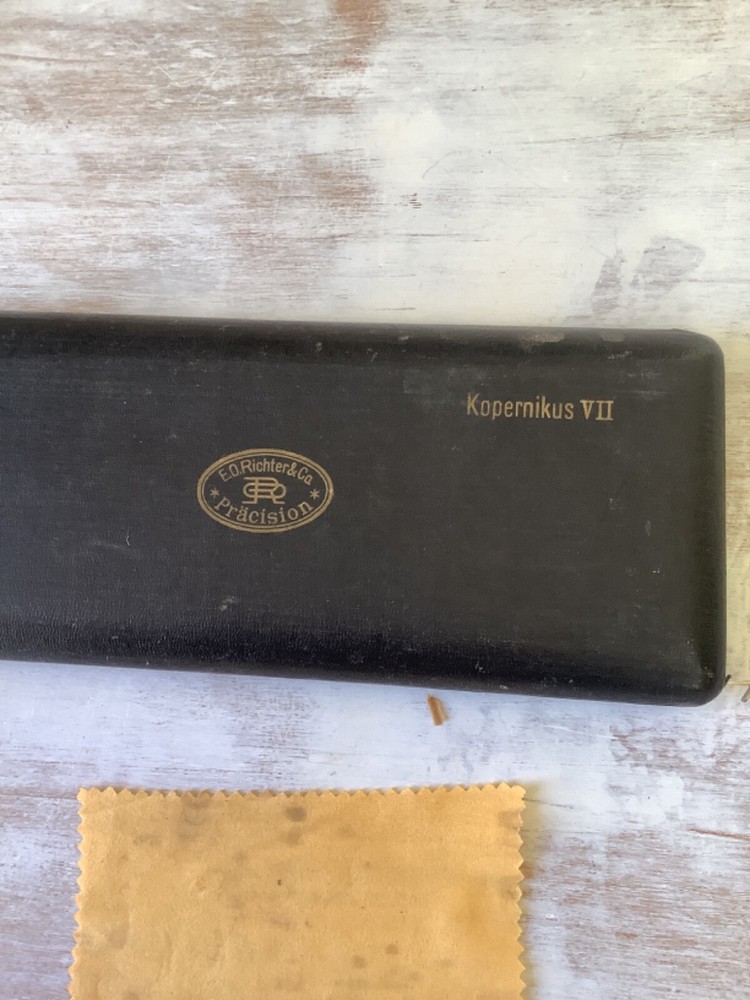 Kopernikus VII
E.O.Richter&Co
Präcision